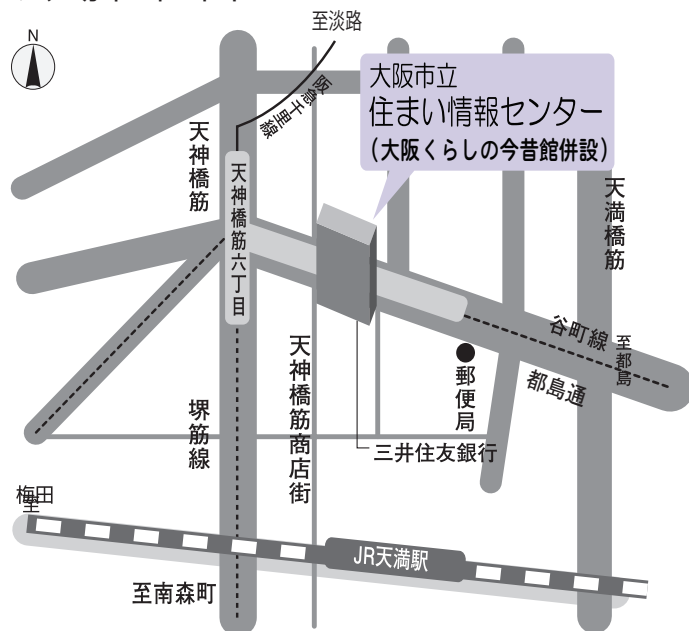 N
至淡路
阪急千里線
大阪市立
住まい情報センター
(大阪くらしの今昔館併設)
天神橋筋
天神橋筋六丁目
天満橋筋
谷町線
至都島
都島通
郵便局
天神橋筋商店街
堺筋線
三井住友銀行
至梅田
JR天満駅
至南森町